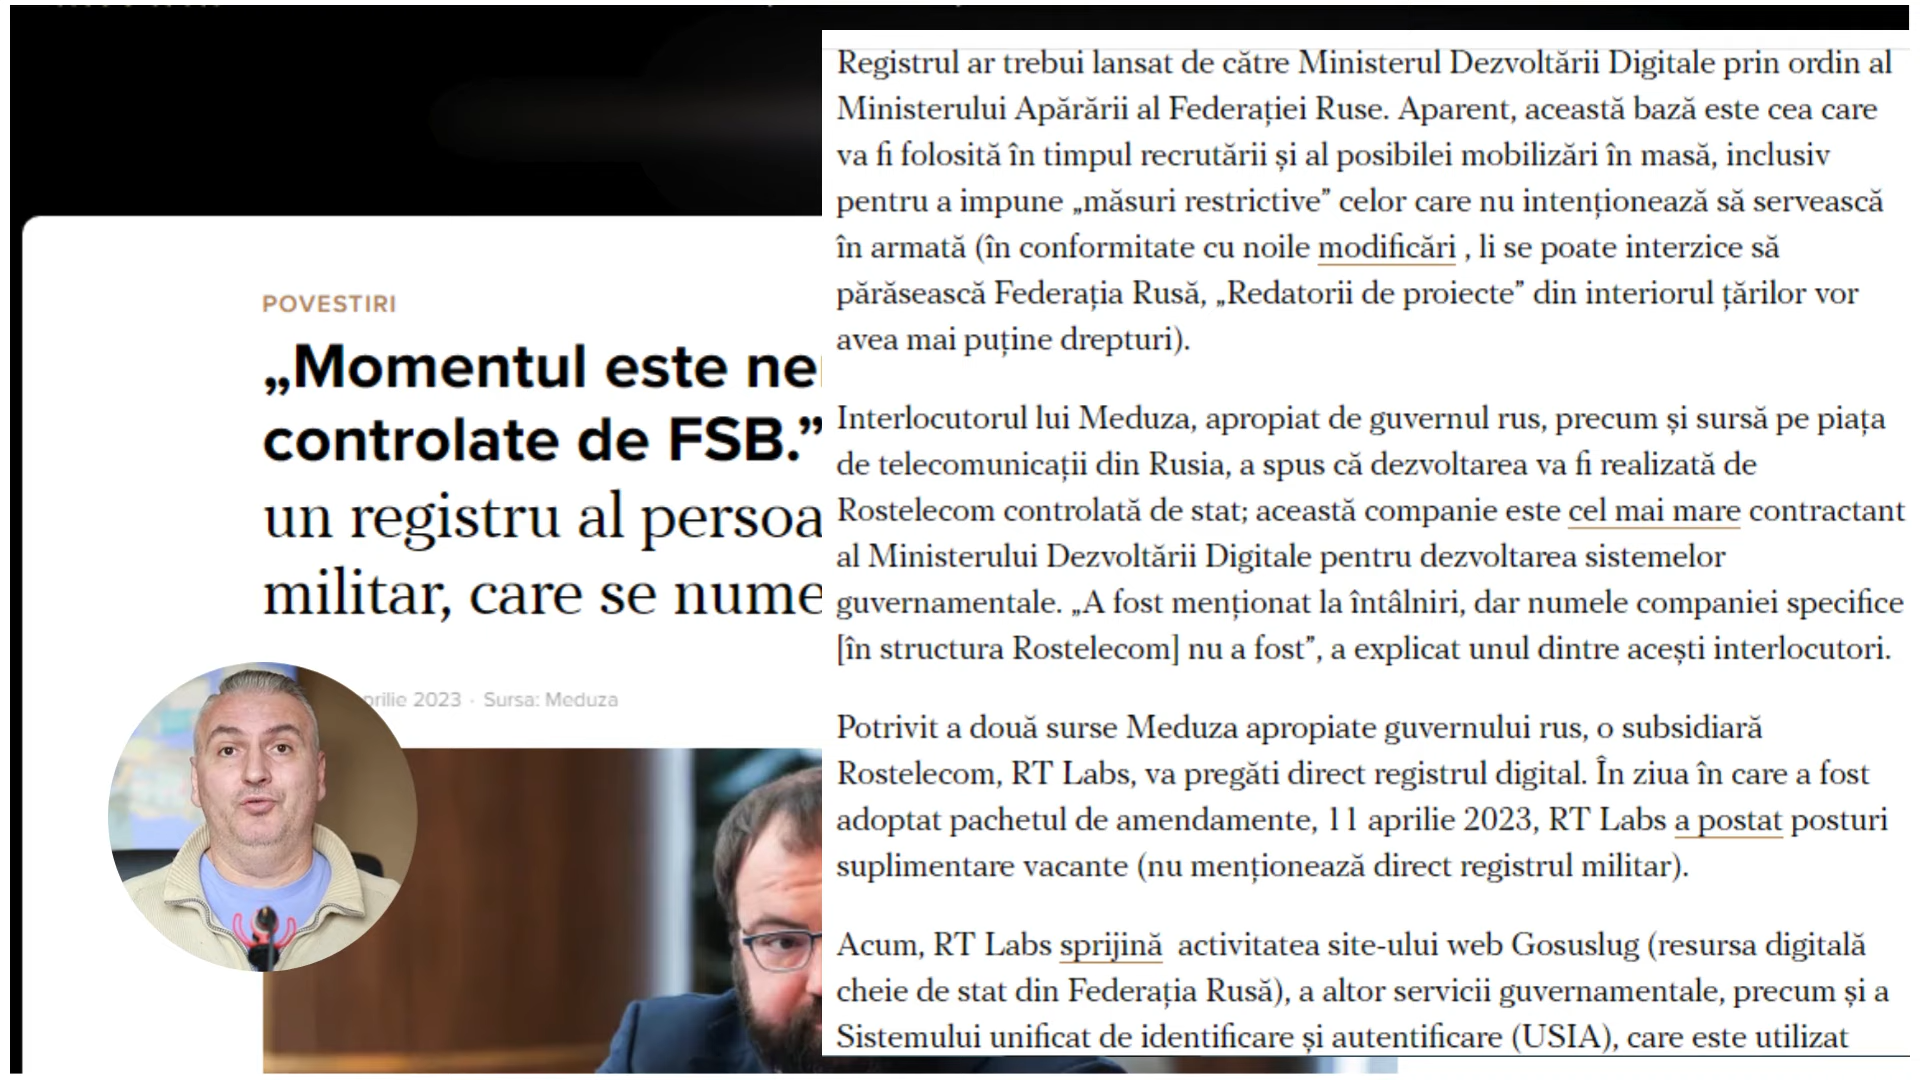 POVESTIRI
„Momentul este
controlate de FSB.”
un registru al
militar, care se
2023 · Sursa: Meduza
Registrul ar trebui lansat de către Ministerul Dezvoltării Digitale prin ordin al
Ministerului Apărării al Federației Ruse. Aparent, această bază este cea care
va fi folosită în timpul recrutării și al posibilei mobilizări în masă, inclusiv
pentru a impune „măsuri restrictive” celor care nu intenționează să servească
în armată (în conformitate cu noile modificări , li se poate interzice să
părăsească Federația Rusă, „Redatorii de proiecte” din interiorul țărilor vor
avea mai puține drepturi).
Interlocutorul lui Meduza, apropiat de guvernul rus, precum și sursă pe piața
de telecomunicații din Rusia, a spus că dezvoltarea va fi realizată de
Rostelecom controlată de stat; această companie este cel mai mare contractant
al Ministerului Dezvoltării Digitale pentru dezvoltarea sistemelor
guvernamentale. „A fost menționat la întâlniri, dar numele companiei specifice
[în structura Rostelecom] nu a fost”, a explicat unul dintre acești interlocutori.
Potrivit a două surse Meduza apropiate guvernului rus, o subsidiară
Rostelecom, RT Labs, va pregăti direct registrul digital. În ziua în care a fost
adoptat pachetul de amendamente, 11 aprilie 2023, RT Labs a postat posturi
suplimentare vacante (nu menționează direct registrul militar).
Acum, RT Labs sprijină activitatea site-ului web Gosuslug (resursa digitală
cheie de stat din Federația Rusă), a altor servicii guvernamentale, precum și a
Sistemului unificat de identificare și autentificare (USIA), care este utilizat